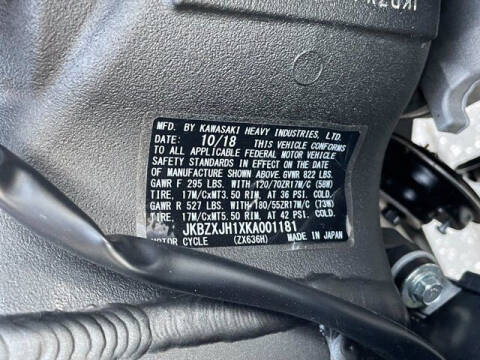 MFD. BY KAWASAKI HEAVY INDUSTRIES, LTD.
DATE: 10/18 THIS VEHICLE CONFORMS
TO ALL APPLICABLE FEDERAL MOTOR VEHICLE
SAFETY STANDARDS IN EFFECT ON THE DATE
OF MANUFACTURE SHOWN ABOVE. GVWR 822 LBS.
GAWR F 295 LBS. WITH 120/70ZR17M/C (58W)
TIRE, 17M/CxMT3.50 RIM, AT 36 PSI COLD.
GAWR R 527 LBS. WITH 180/55ZR17M/C (73W)
TIRE, 17M/CxMT5.50 RIM, AT 42 PSI COLD.
JKBZXJH1XKA001181
MOTOR CYCLE (ZX636H) MADE IN JAPAN